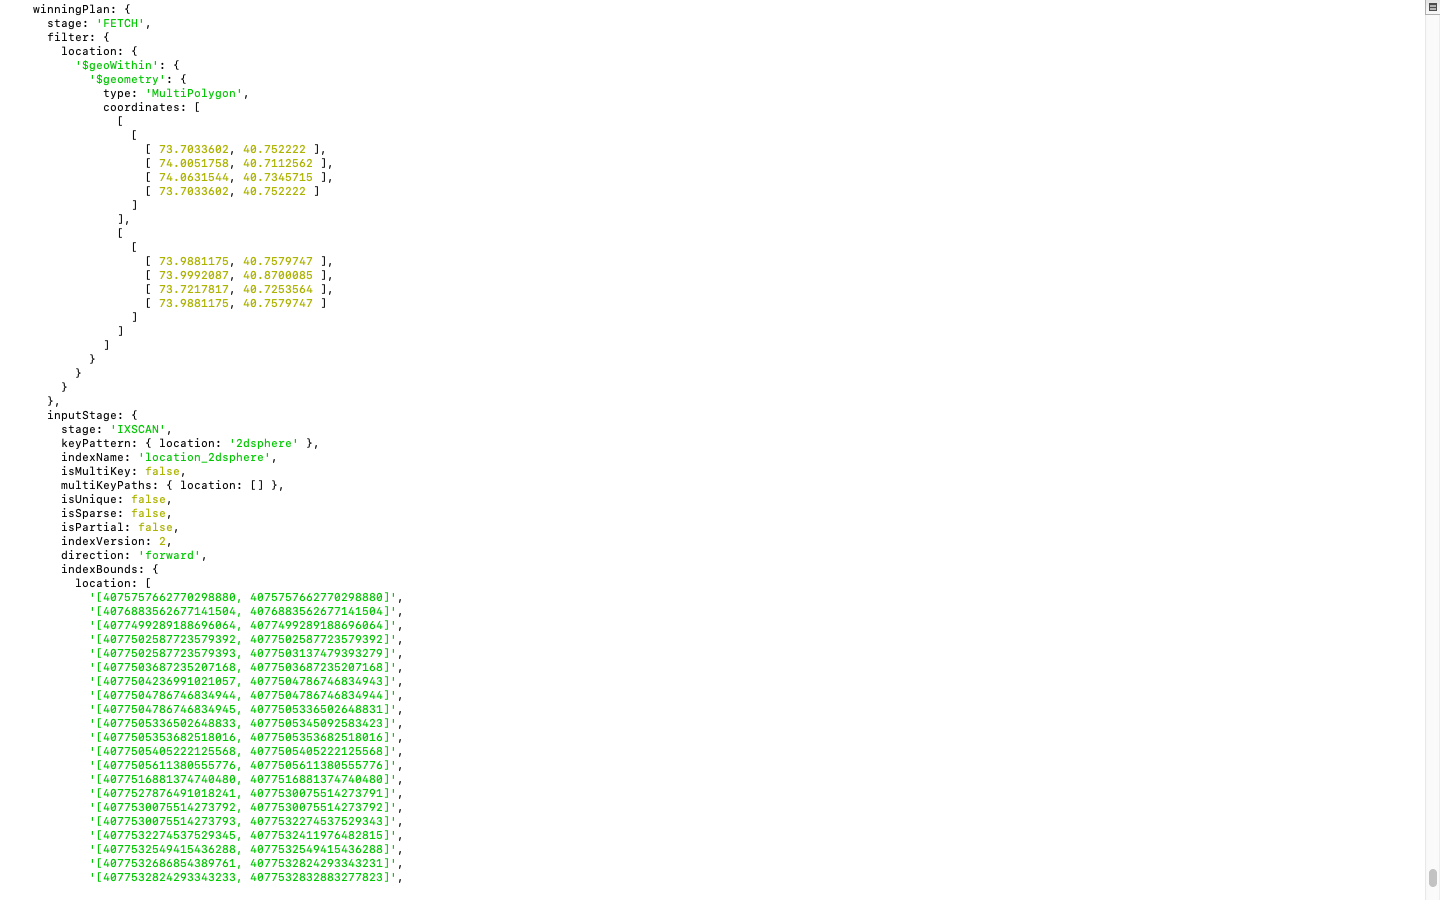 winningPlan: {
stage: 'FETCH',
filter: {
location: {
'$geoWithin': {
'$geometry': {
type: 'MultiPolygon',
coordinates: [
[
[
[ 73.7033602, 40.752222 ],
[ 74.0051758, 40.7112562 ],
[ 74.0631544, 40.7345715 ],
[ 73.7033602, 40.752222 ]
]
],
[
[
[ 73.9881175, 40.7579747 ],
[ 73.9992087, 40.8700085 ],
[ 73.7217817, 40.7253564 ],
[ 73.9881175, 40.7579747 ]
]
]
]
}
}
}
},
inputStage: {
stage: 'IXSCAN',
keyPattern: { location: '2dsphere' },
indexName: 'location_2dsphere',
isMultiKey: false,
multiKeyPaths: { location: [] },
isUnique: false,
isSparse: false,
isPartial: false,
indexVersion: 2,
direction: 'forward',
indexBounds: {
location: [
'[4075757662770298880, 4075757662770298880]',
'[4076883562677141504, 4076883562677141504]',
'[4077499289188696064, 4077499289188696064]',
'[4077502587723579392, 4077502587723579392]',
'[4077502587723579393, 4077503137479393279]',
'[4077503687235207168, 4077503687235207168]',
'[4077504236991021057, 4077504786746834943]',
'[4077504786746834944, 4077504786746834944]',
'[4077504786746834945, 4077505336502648831]',
'[4077505336502648833, 4077505345092583423]',
'[4077505353682518016, 4077505353682518016]',
'[4077505405222125568, 4077505405222125568]',
'[4077505611380555776, 4077505611380555776]',
'[4077516881374740480, 4077516881374740480]',
'[4077527876491018241, 4077530075514273791]',
'[4077530075514273792, 4077530075514273792]',
'[4077530075514273793, 4077532274537529343]',
'[4077532274537529345, 4077532411976482815]',
'[4077532549415436288, 4077532549415436288]',
'[4077532686854389761, 4077532824293343231]',
'[4077532824293343233, 4077532832883277823]',